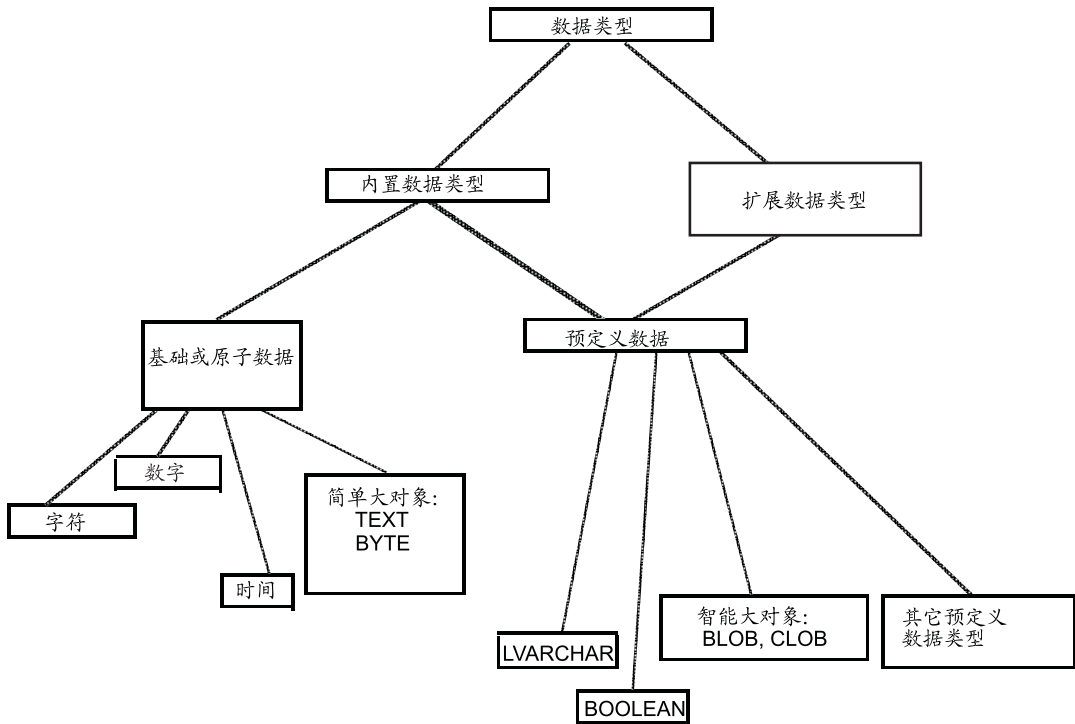 数据类型
内置数据类型
扩展数据类型
基础或原子数据
预定义数据
字符
数字
时间
简单大对象:
TEXT
BYTE
LVARCHAR
BOOLEAN
智能大对象:
BLOB, CLOB
其它预定义
数据类型